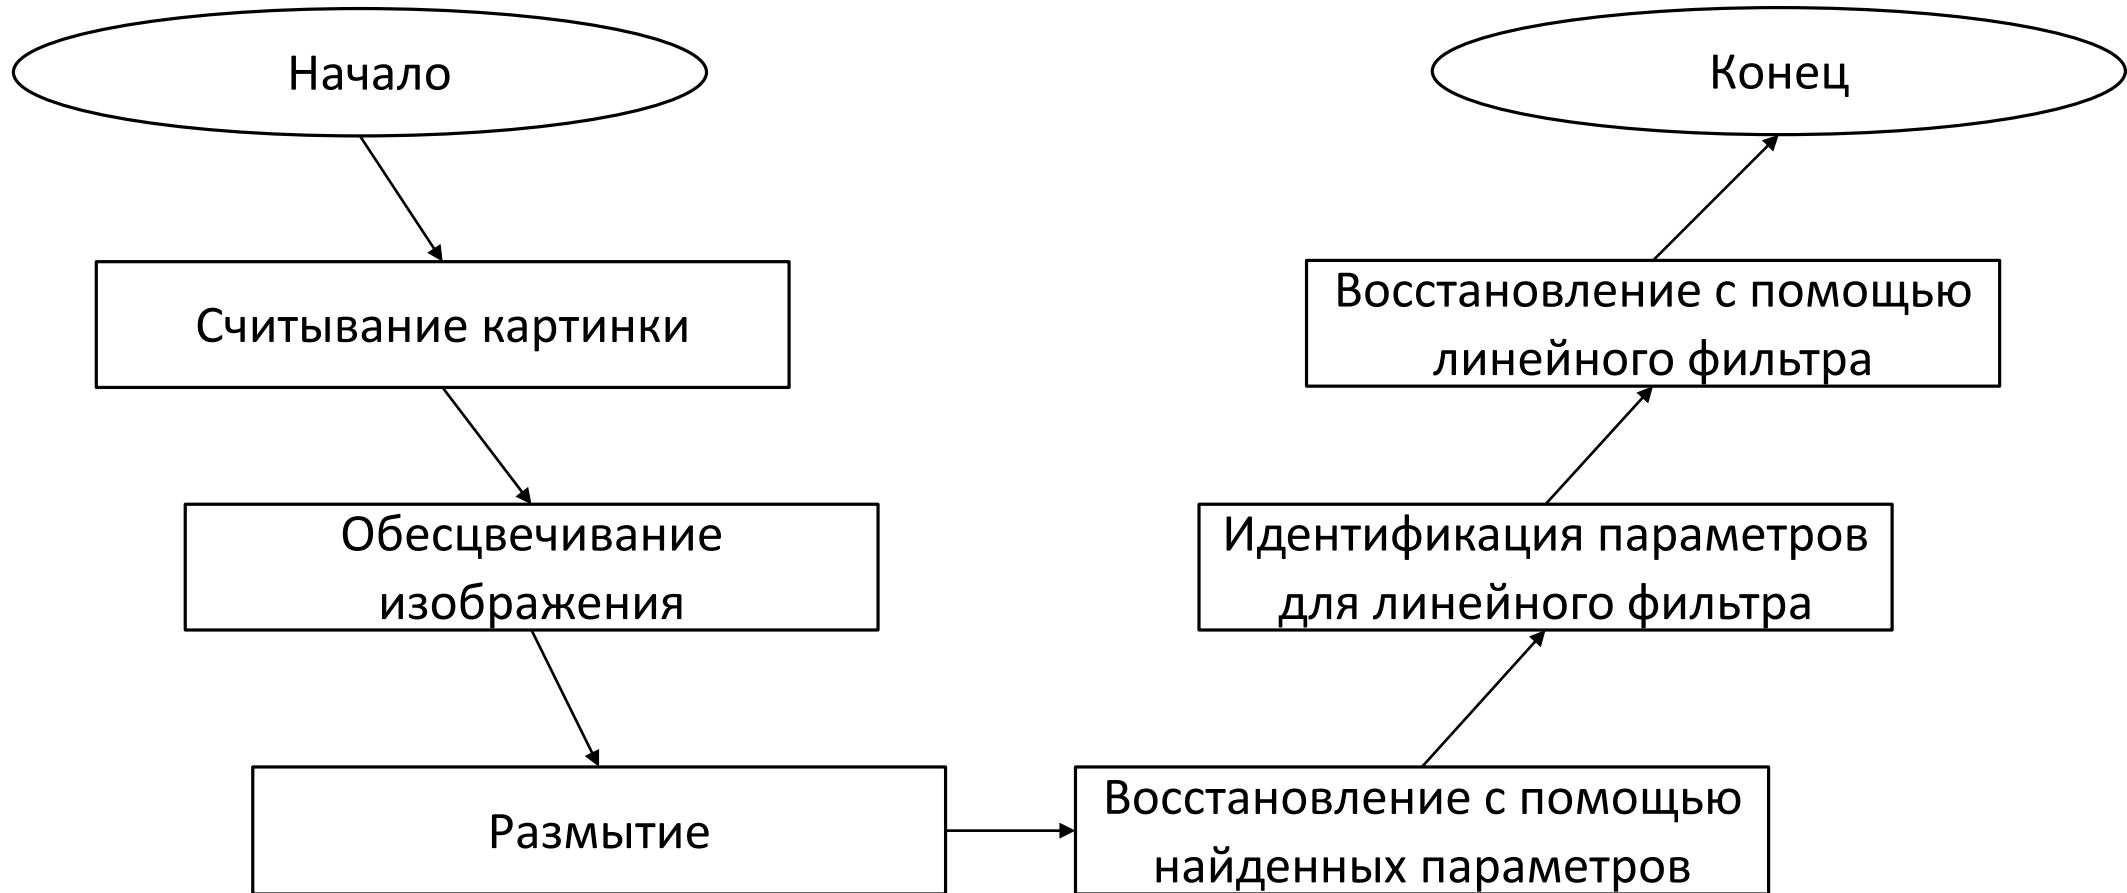 Начало
Считывание картинки
Обесцвечивание
изображения
Размытие
Восстановление с помощью
найденных параметров
Идентификация параметров
для линейного фильтра
Восстановление с помощью
линейного фильтра
Конец